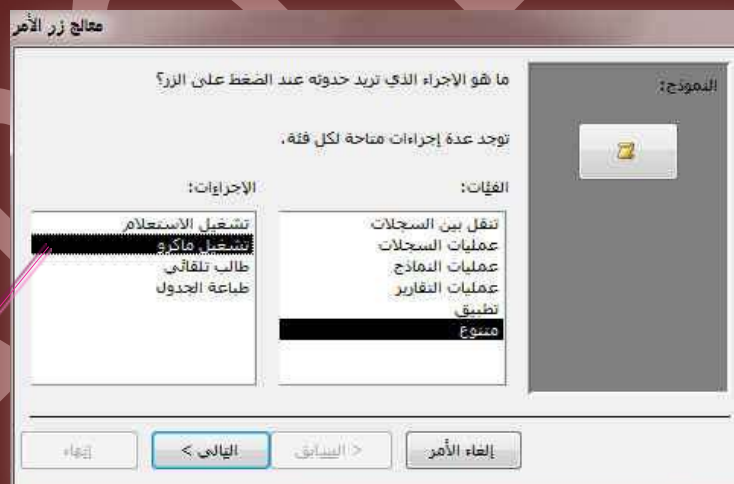 معالج زر الأمر
ما هو الإجراء الذي تريد حدوثه عند الضغط على الزر؟
النموذج:
توجد عدة إجراءات متاحة لكل فئة.
الفئات:
الإجراءات:
تنقل بين السجلات
عمليات السجلات
عمليات النماذج
عمليات التقارير
تطبيق
متنوع
تشغيل الاستعلام
تشغيل ماكرو
طالب تلقائي
طباعة الجدول
إلغاء الأمر
< السابق
التالي >
إنهاء